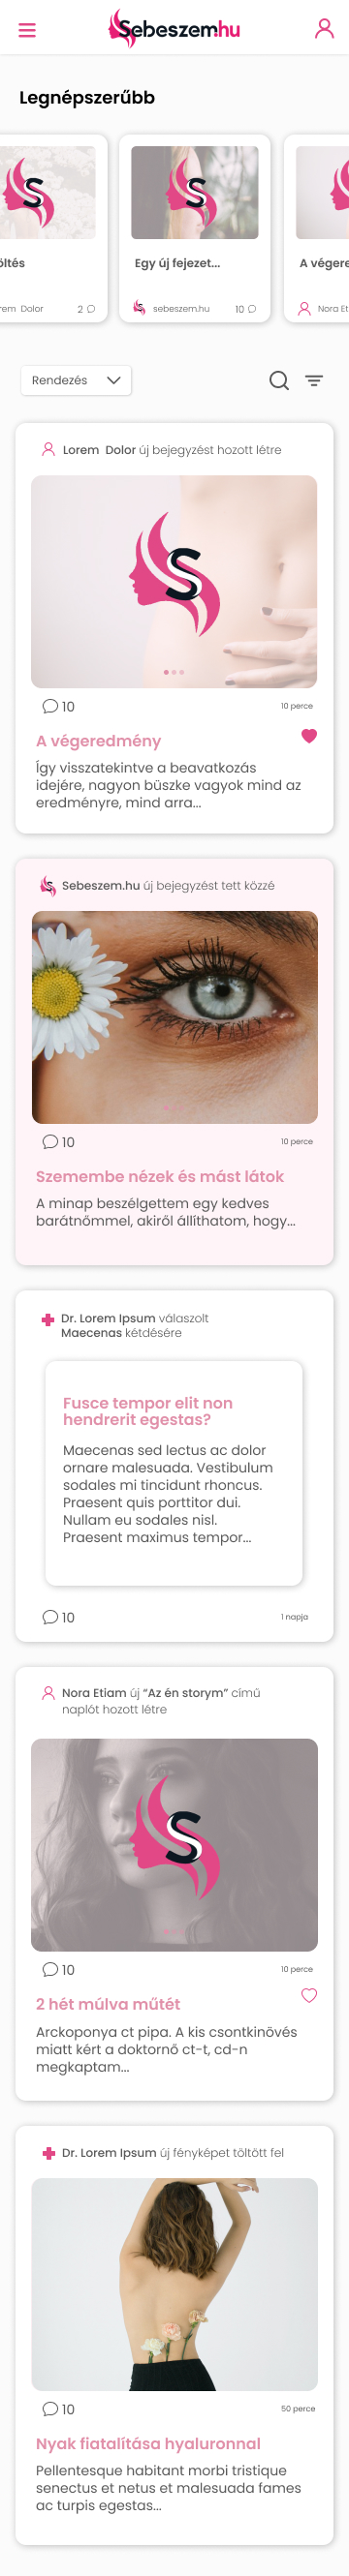 Sebeszem.hu
Legnépszerűbb
Egy új fejezet...
A végere
Lorem Dolor
2
sebeszem.hu
10
Nora Et
Rendezés
Lorem Dolor új bejegyzést hozott létre
S
10
10 perce
A végeredmény
Így visszatekintve a beavatkozás
idejére, nagyon büszke vagyok mind az
eredményre, mind arra...
Sebeszem.hu új bejegyzést tett közzé
10
10 perce
Szemembe nézek és mást látok
A minap beszélgettem egy kedves
barátnőmmel, akiről állíthatom, hogy...
Dr. Lorem Ipsum válaszolt
Maecenas kétdésére
Fusce tempor elit non
hendrerit egestas?
Maecenas sed lectus ac dolor
ornare malesuada. Vestibulum
sodales mi tincidunt rhoncus.
Praesent quis porttitor dui.
Nullam eu sodales nisl.
Praesent maximus tempor...
10
1 napja
Nora Etiam új “Az én storym” című
naplót hozott létre
S
10
10 perce
2 hét múlva műtét
Arckoponya ct pipa. A kis csontkinövés
miatt kért a doktornő ct-t, cd-n
megkaptam...
Dr. Lorem Ipsum új fényképet töltött fel
10
50 perce
Nyak fiatalítása hyaluronnal
Pellentesque habitant morbi tristique
senectus et netus et malesuada fames
ac turpis egestas...